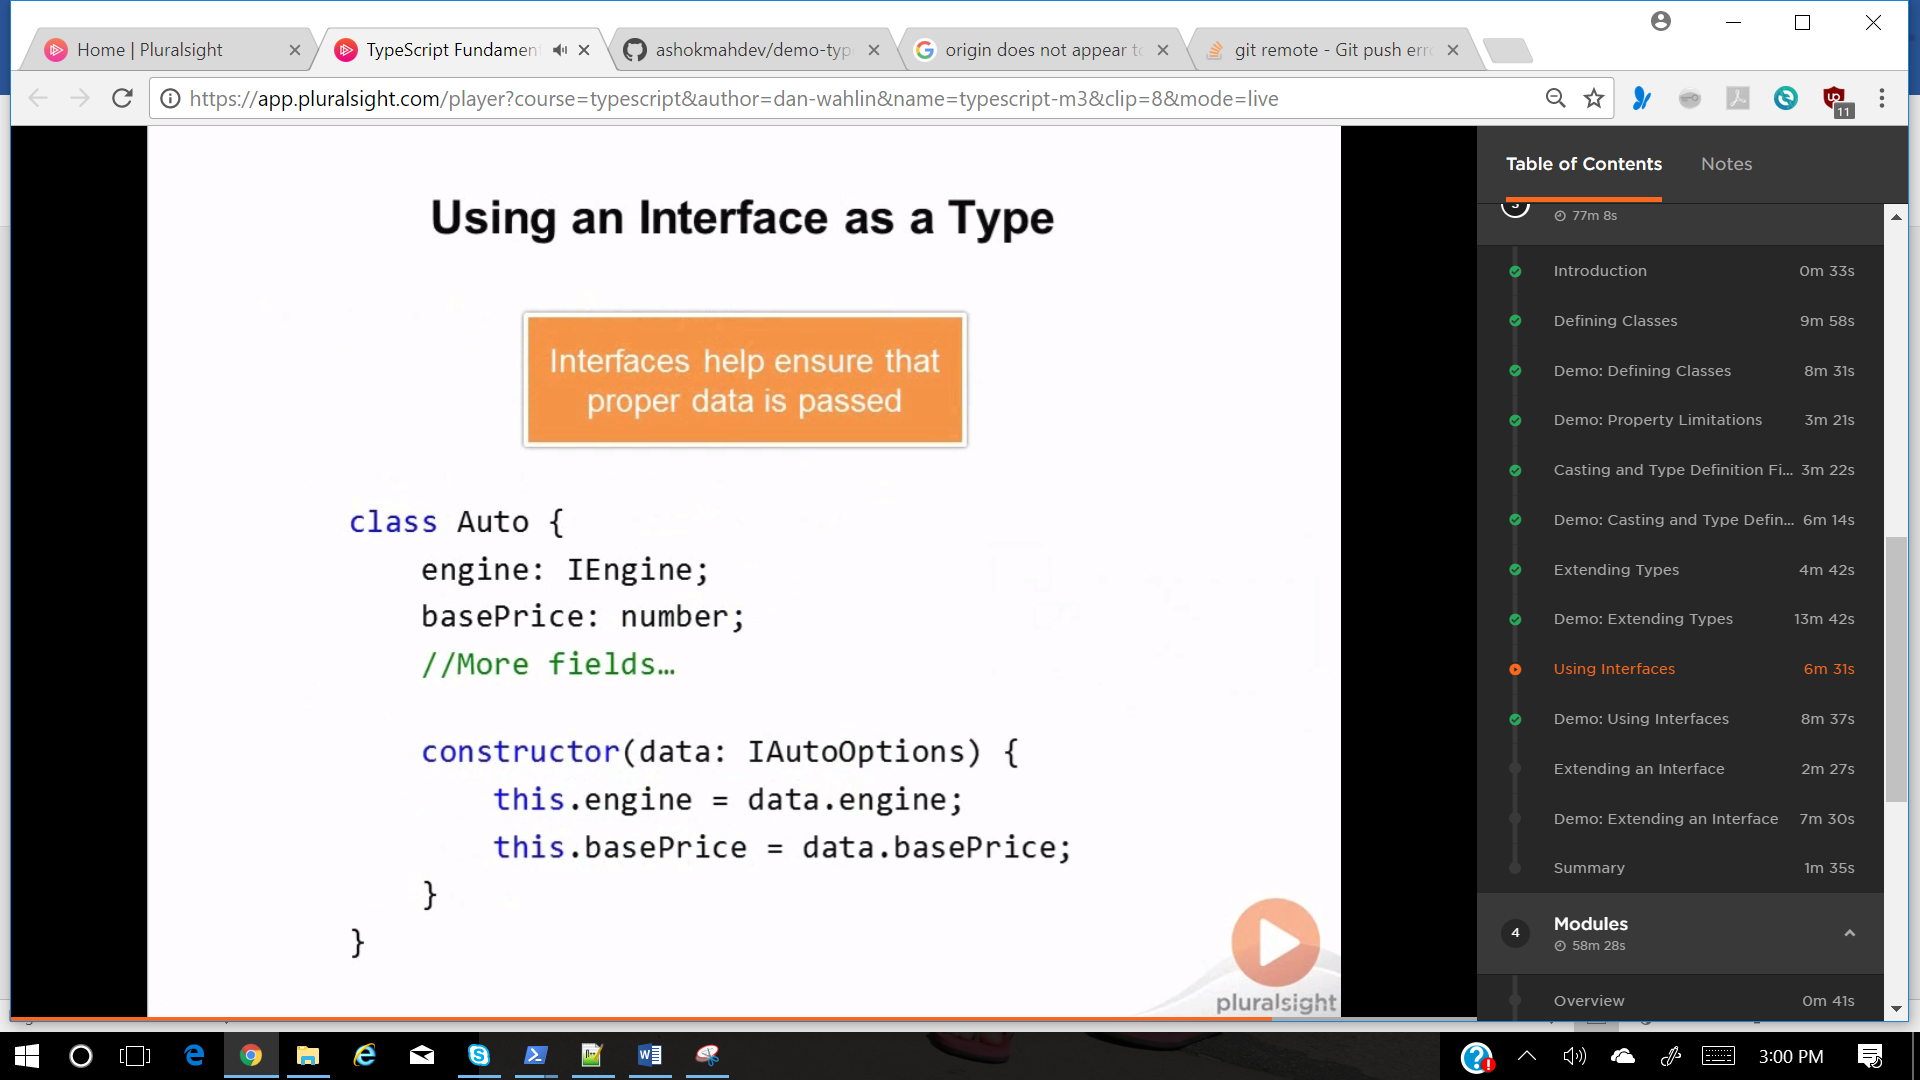 Home | Pluralsight
TypeScript Fundament
ashokmahdev/demo-typ
origin does not appear to
git remote - Git push erro
https://app.pluralsight.com/player?course=typescript&author=dan-wahlin&name=typescript-m3&clip=8&mode=live
11
Using an Interface as a Type
Interfaces help ensure that
proper data is passed
class Auto {
engine: IEngine;
basePrice: number;
//More fields…
constructor(data: IAutoOptions) {
this.engine = data.engine;
this.basePrice = data.basePrice;
}
}
pluralsight
Table of Contents
Notes
3
77m 8s
Introduction 0m 33s
Defining Classes 9m 58s
Demo: Defining Classes 8m 31s
Demo: Property Limitations 3m 21s
Casting and Type Definition Fi... 3m 22s
Demo: Casting and Type Defin... 6m 14s
Extending Types 4m 42s
Demo: Extending Types 13m 42s
Using Interfaces 6m 31s
Demo: Using Interfaces 8m 37s
Extending an Interface 2m 27s
Demo: Extending an Interface 7m 30s
Summary 1m 35s
4 Modules
58m 28s
Overview 0m 41s
3:00 PM